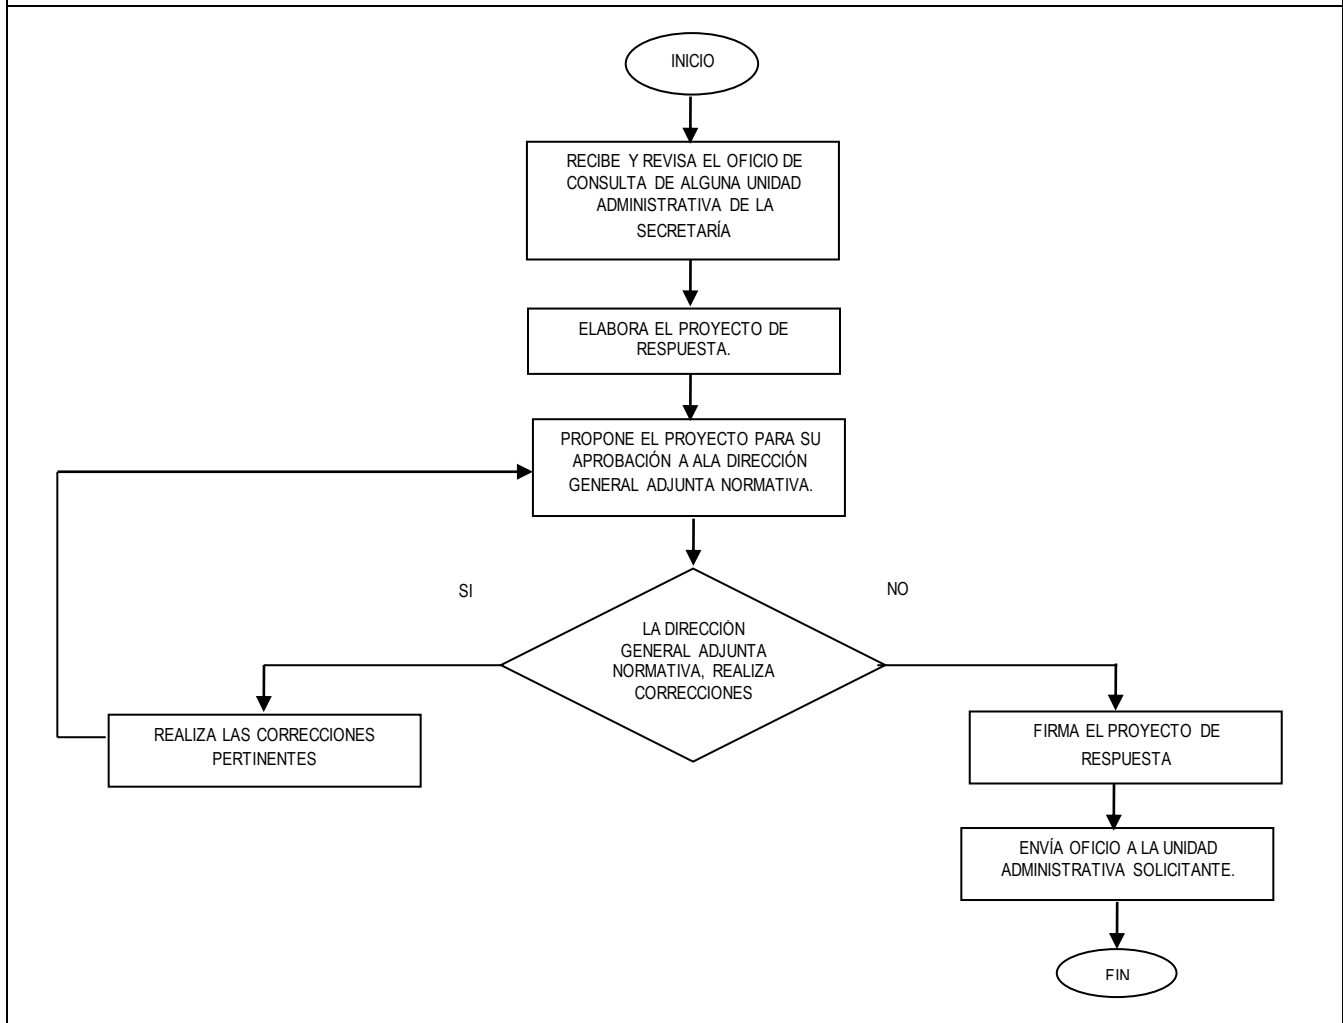 INICIO
RECIBE Y REVISA EL OFICIO DE
CONSULTA DE ALGUNA UNIDAD
ADMINISTRATIVA DE LA
SECRETARÍA
ELABORA EL PROYECTO DE
RESPUESTA.
PROPONE EL PROYECTO PARA SU
APROBACIÓN A ALA DIRECCIÓN
GENERAL ADJUNTA NORMATIVA.
SI
NO
LA DIRECCIÓN
GENERAL ADJUNTA
NORMATIVA, REALIZA
CORRECCIONES
REALIZA LAS CORRECCIONES
PERTINENTES
FIRMA EL PROYECTO DE
RESPUESTA
ENVÍA OFICIO A LA UNIDAD
ADMINISTRATIVA SOLICITANTE.
FIN